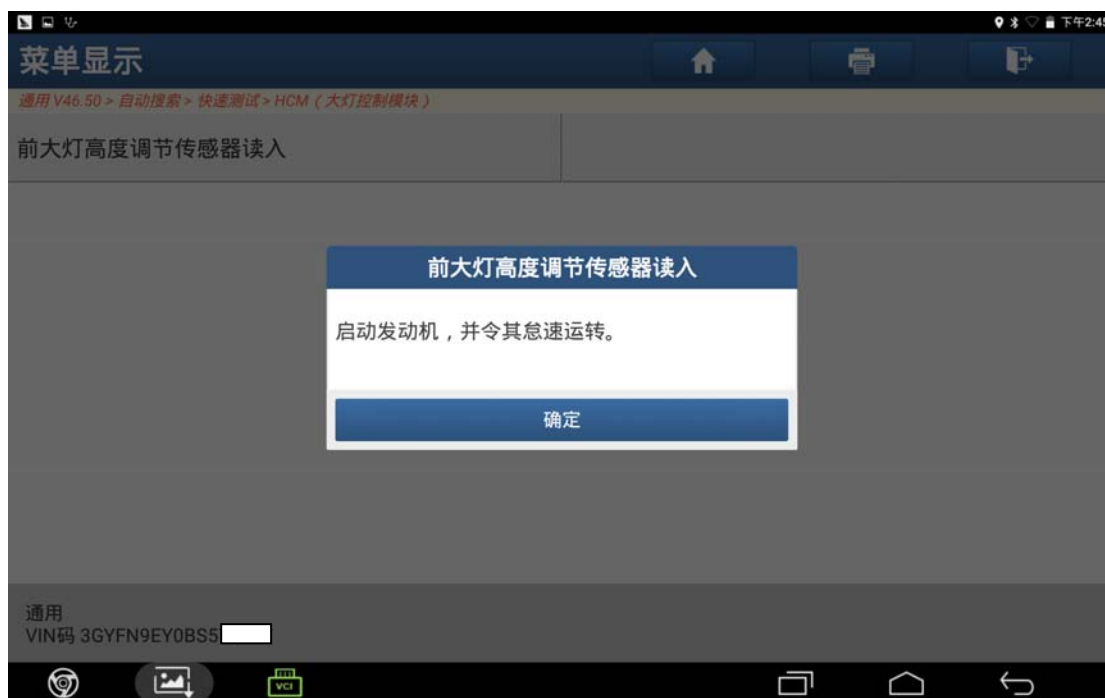 下午2:45
菜单显示
通用 V46.50 > 自动搜索 > 快速测试 > HCM ( 大灯控制模块 )
前大灯高度调节传感器读入
前大灯高度调节传感器读入
启动发动机，并令其怠速运转。
确定
通用
VIN码 3GYFN9EY0BS5
VCI